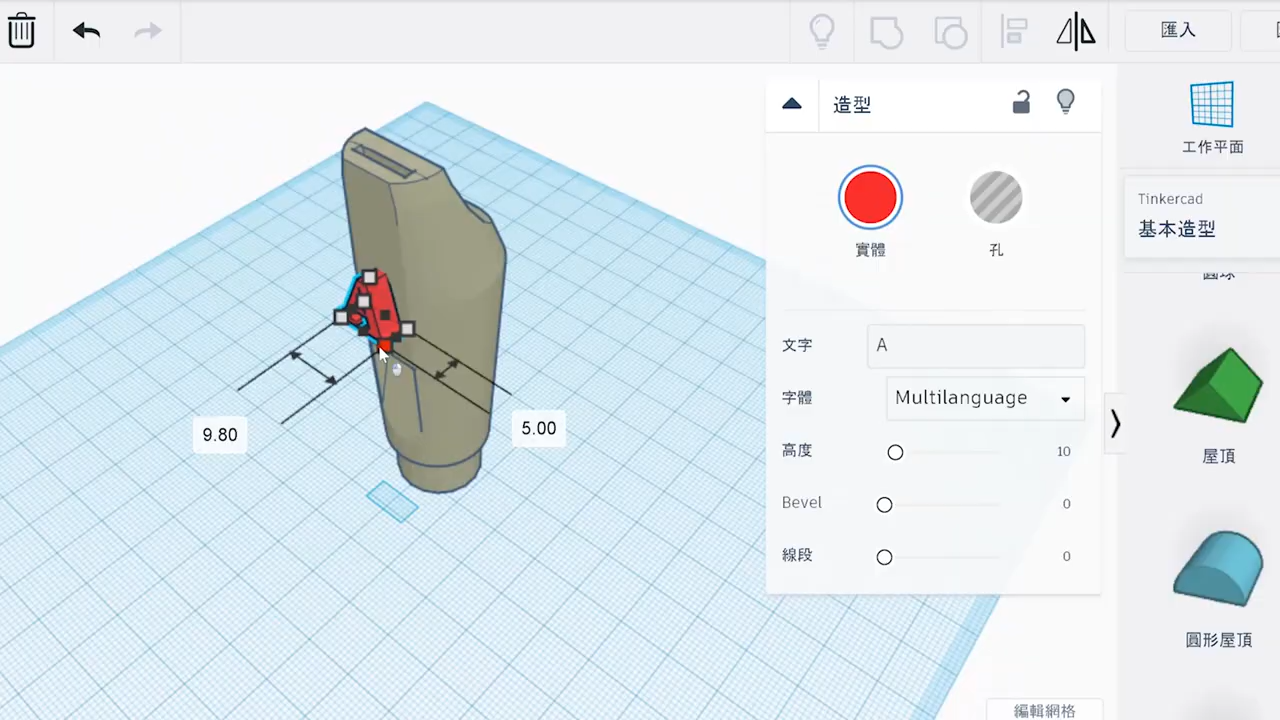 匯入
造型
工作平面
實體
孔
Tinkercad
基本造型
圓球
文字
A
字體
Multilanguage
高度
10
Bevel
0
線段
0
屋頂
圓形屋頂
9.80
5.00
編輯網格